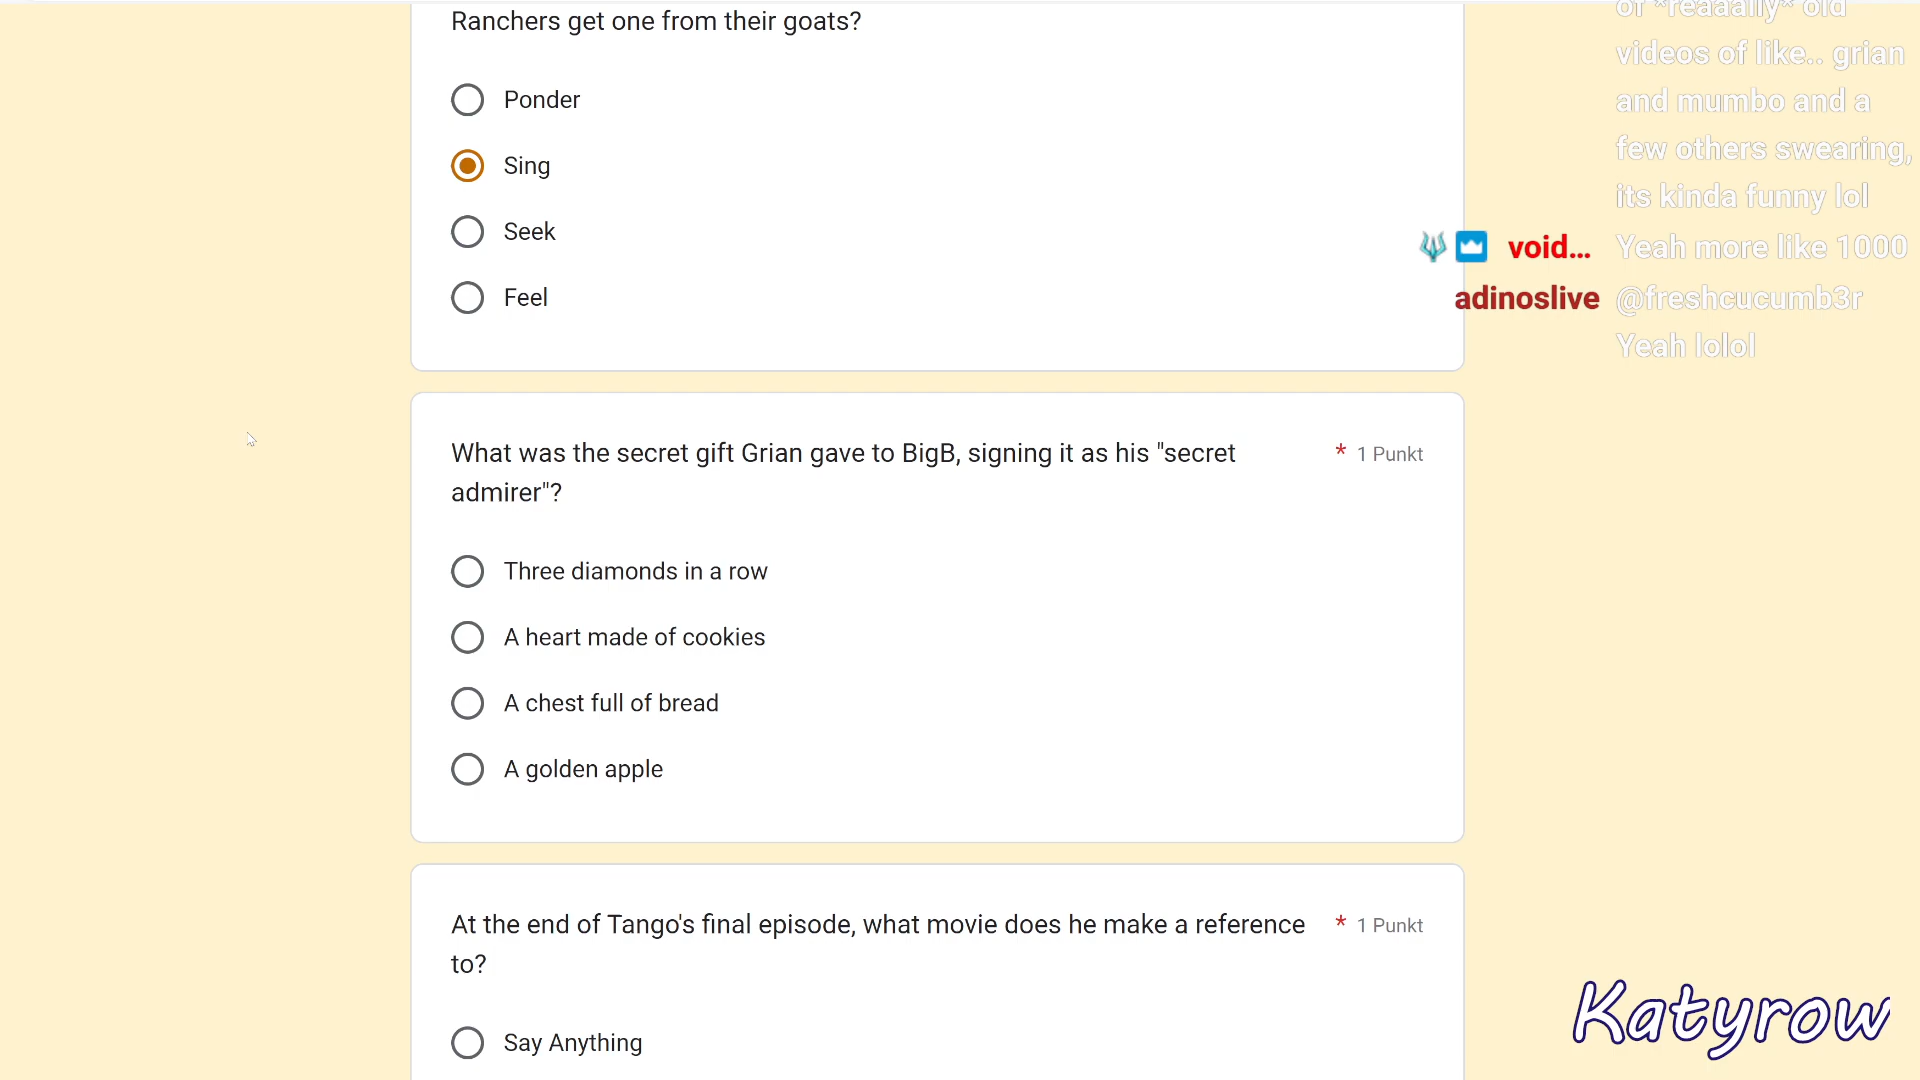 Ranchers get one from their goats?
Ponder
Sing
Seek
Feel
What was the secret gift Grian gave to BigB, signing it as his "secret
admirer"?
* 1 Punkt
Three diamonds in a row
A heart made of cookies
A chest full of bread
A golden apple
At the end of Tango's final episode, what movie does he make a reference
to?
* 1 Punkt
Say Anything
of *reaaally* old
videos of like.. grian
and mumbo and a
few others swearing,
its kinda funny lol
void... Yeah more like 1000
adinoslive @freshcucumb3r
Yeah lolol
Katyrow